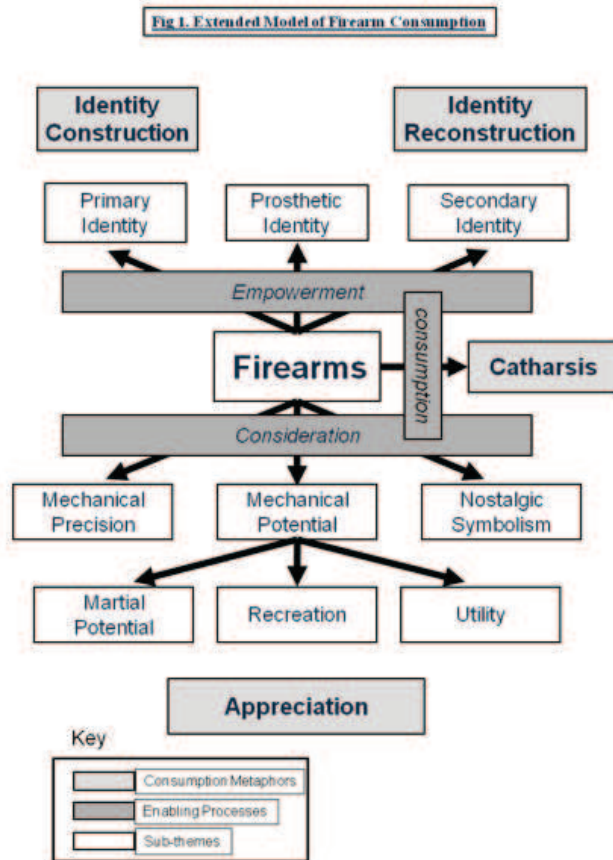 Fig 1. Extended Model of Firearm Consumption
Identity
Construction
Identity
Reconstruction
Primary
Identity
Prosthetic
Identity
Secondary
Identity
Empowerment
consumption
Firearms
Catharsis
Consideration
Mechanical
Precision
Mechanical
Potential
Nostalgic
Symbolism
Martial
Potential
Recreation
Utility
Appreciation
Key
Consumption Metaphors
Enabling Processes
Sub-themes